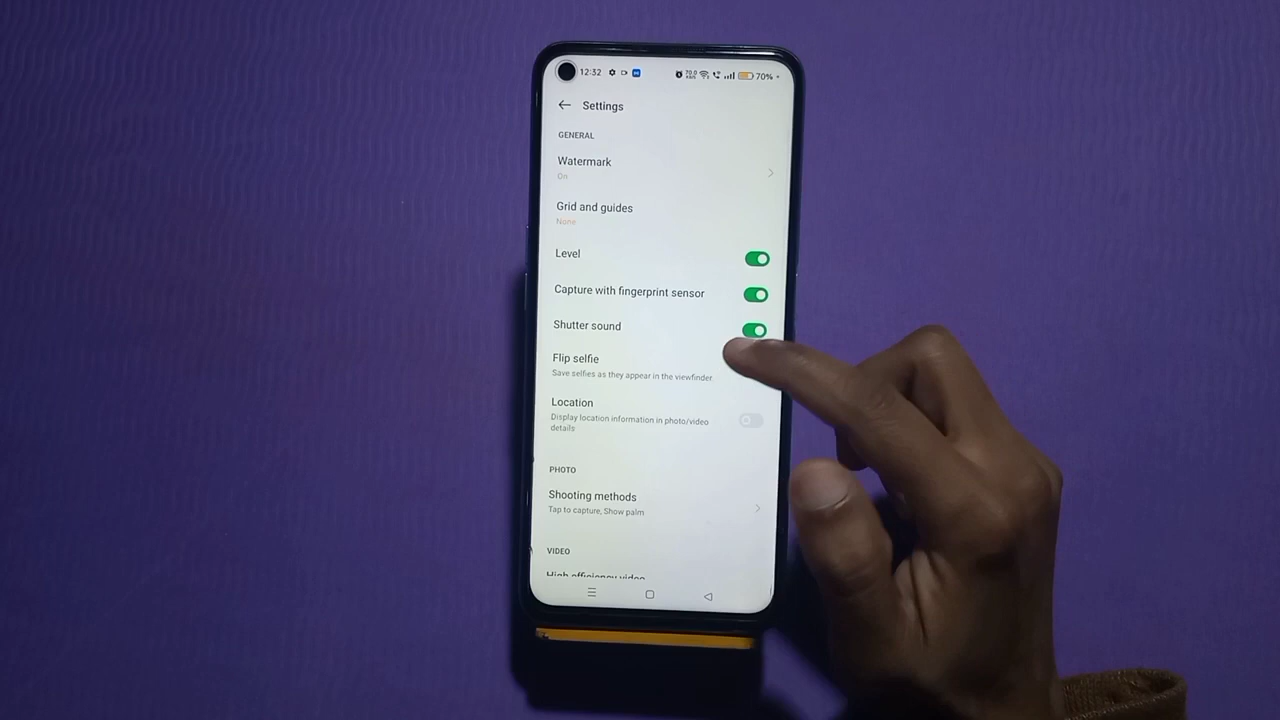 12:32
70%
Settings
GENERAL
Watermark
On
Grid and guides
None
Level
Capture with fingerprint sensor
Shutter sound
Flip selfie
Save selfies as they appear in the viewfinder
Location
Display location information in photo/video
details
PHOTO
Shooting methods
Tap to capture, Show palm
VIDEO
High efficiency video